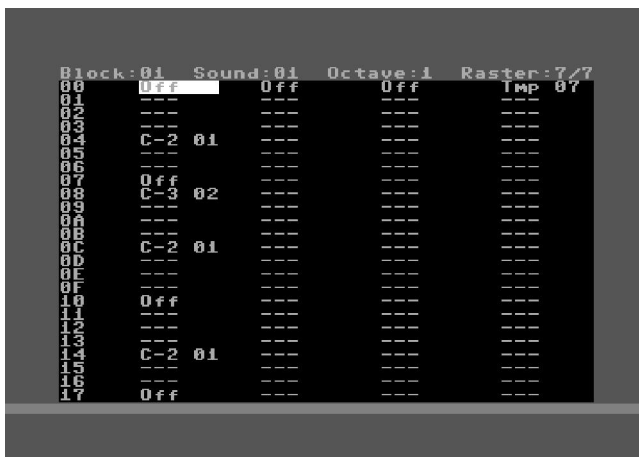 Block:01 Sound:01 Octave:1 Raster:7/7
00 Off Off Off Tmp 07
01 --- --- --- ---
02 --- --- --- ---
03 --- --- --- ---
04 C-2 01 --- --- ---
05 --- --- --- ---
06 --- --- --- ---
07 Off --- --- ---
08 C-3 02 --- --- ---
09 --- --- --- ---
0A --- --- --- ---
0B --- --- --- ---
0C C-2 01 --- --- ---
0D --- --- --- ---
0E --- --- --- ---
0F --- --- --- ---
10 Off --- --- ---
11 --- --- --- ---
12 --- --- --- ---
13 --- --- --- ---
14 C-2 01 --- --- ---
15 --- --- --- ---
16 --- --- --- ---
17 Off --- --- ---